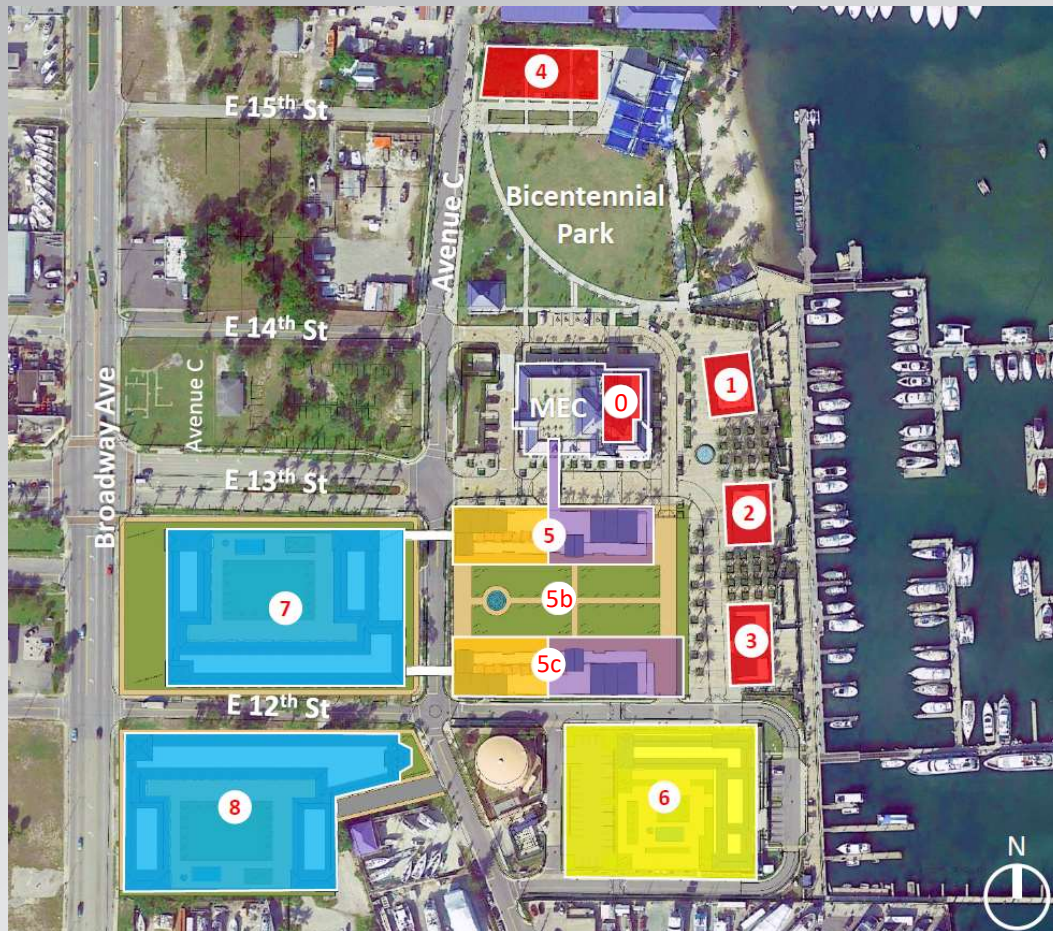 4
E 15th St
Bicentennial
Park
Avenue C
E 14th St
1
MEC
0
Avenue C
Broadway Ave
E 13th St
2
5
7
5b
3
5c
E 12th St
8
6
N